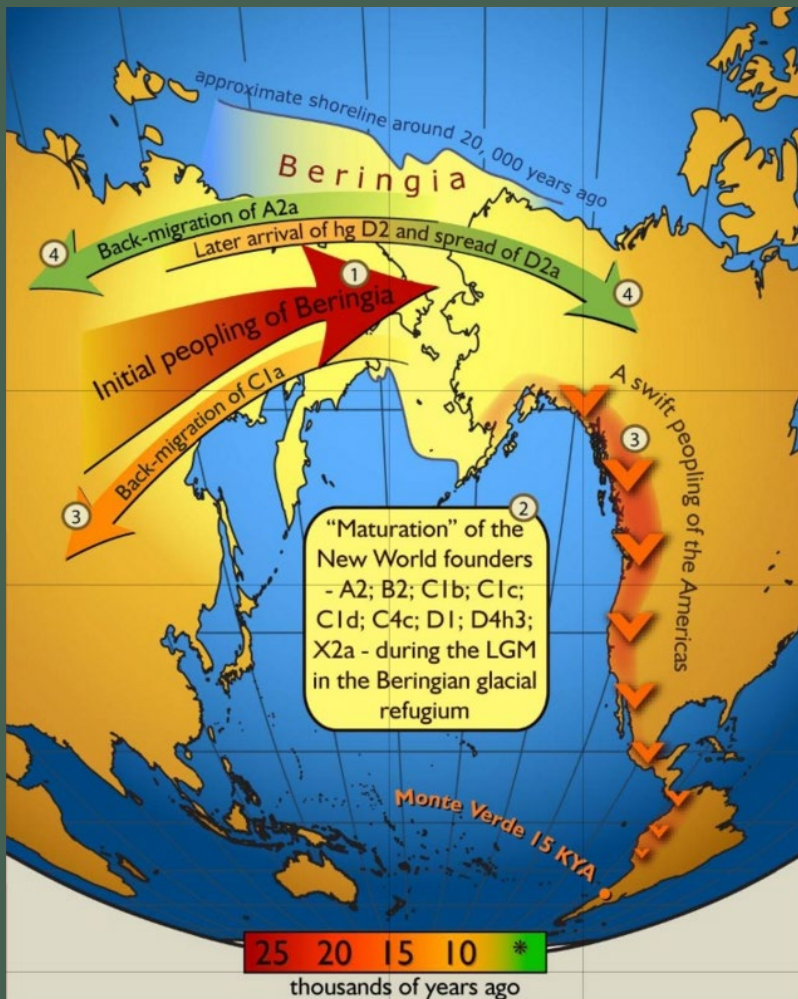 approximate shoreline around 20, 000 years ago
Beringia
Back-migration of A2a
4
Later arrival of hg D2 and spread of D2a
1
4
Initial peopling of Beringia
Back-migration of C1a
3
A swift peopling of the Americas
3
2
“Maturation” of the
New World founders
- A2; B2; C1b; C1c;
C1d; C4c; D1; D4h3;
X2a - during the LGM
in the Beringian glacial
refugium
Monte Verde 15 KYA
25 20 15 10 *
thousands of years ago